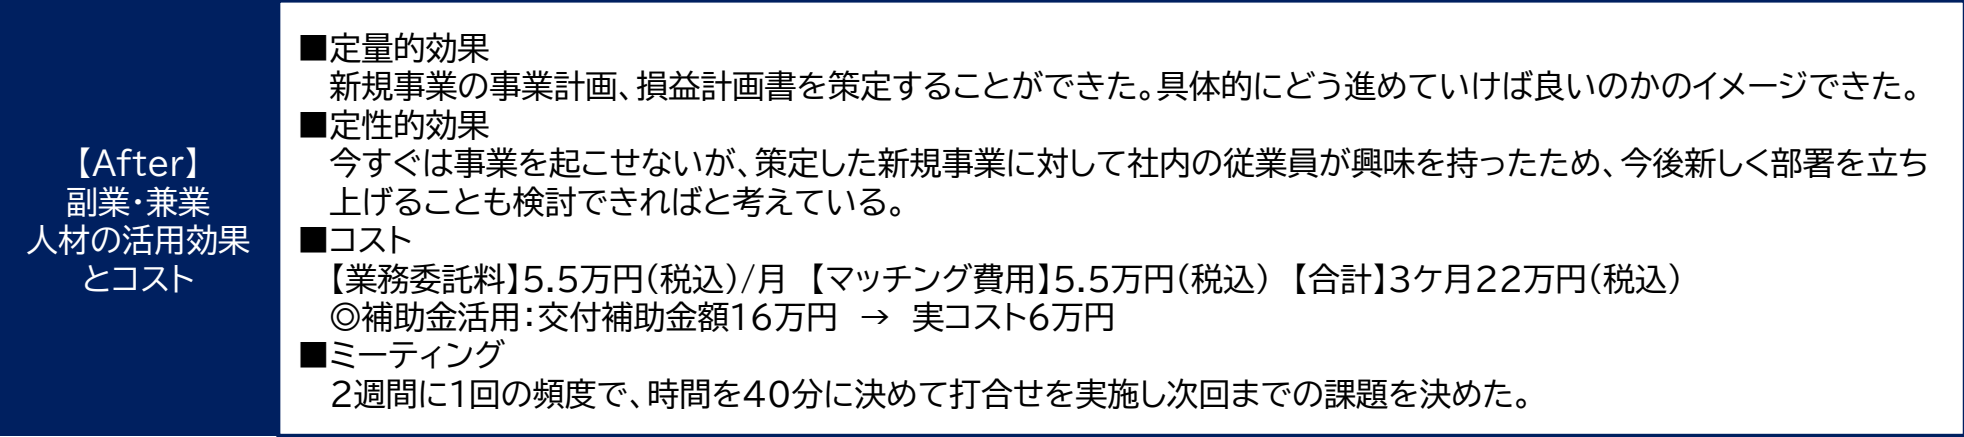 【After】
副業・兼業
人材の活用効果
とコスト
■定量的効果
新規事業の事業計画、損益計画書を策定することができた。具体的にどう進めていけば良いのかのイメージできた。
■定性的効果
今すぐは事業を起こせないが、策定した新規事業に対して社内の従業員が興味を持ったため、今後新しく部署を立ち
上げることも検討できればと考えている。
■コスト
【業務委託料】5.5万円（税込）/月　【マッチング費用】5.5万円（税込）　【合計】3ケ月22万円（税込）
◎補助金活用：交付補助金額16万円　→　実コスト6万円
■ミーティング
2週間に1回の頻度で、時間を40分に決めて打合せを実施し次回までの課題を決めた。